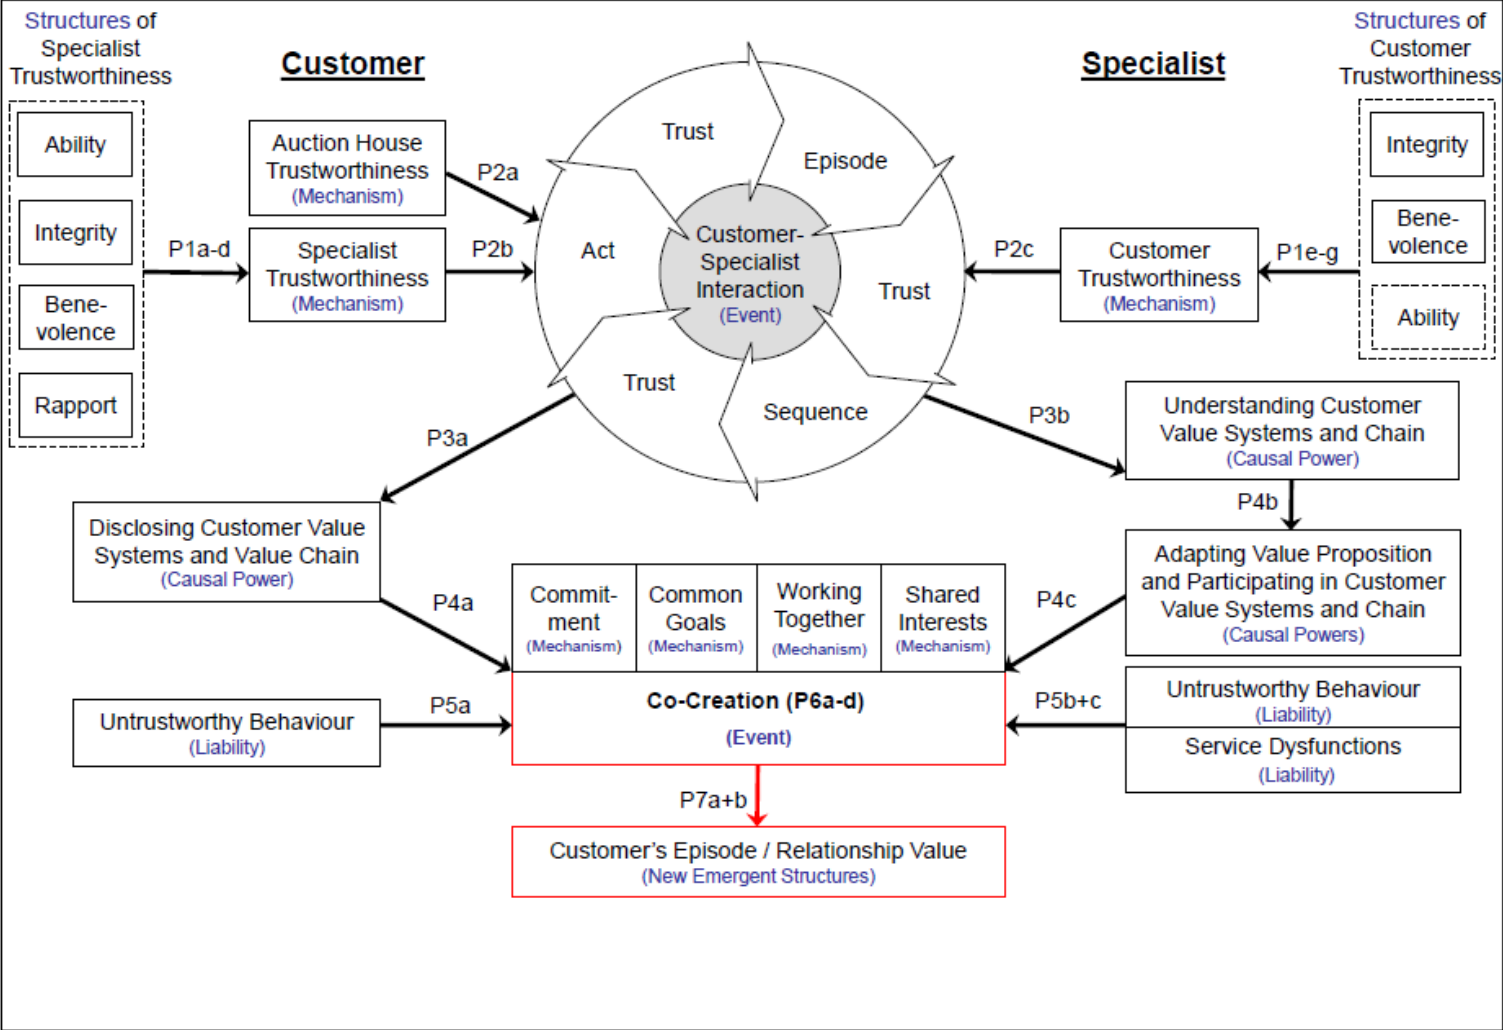 Structures of
Specialist
Trustworthiness
Customer
Specialist
Structures of
Customer
Trustworthiness
Ability
Integrity
Bene-
volence
Rapport
P1a-d
Auction House
Trustworthiness
(Mechanism)
P2a
Specialist
Trustworthiness
(Mechanism)
P2b
Trust
Episode
Act
Trust
Trust
Sequence
Customer-
Specialist
Interaction
(Event)
P2c
Customer
Trustworthiness
(Mechanism)
P1e-g
Integrity
Bene-
volence
Ability
P3a
P3b
Understanding Customer
Value Systems and Chain
(Causal Power)
P4b
Disclosing Customer Value
Systems and Value Chain
(Causal Power)
P4a
Adapting Value Proposition
and Participating in Customer
Value Systems and Chain
(Causal Powers)
P4c
Commit-
ment
(Mechanism)
Common
Goals
(Mechanism)
Working
Together
(Mechanism)
Shared
Interests
(Mechanism)
Co-Creation (P6a-d)
(Event)
Untrustworthy Behaviour
(Liability)
P5a
P5b+c
Untrustworthy Behaviour
(Liability)
Service Dysfunctions
(Liability)
P7a+b
Customer's Episode / Relationship Value
(New Emergent Structures)